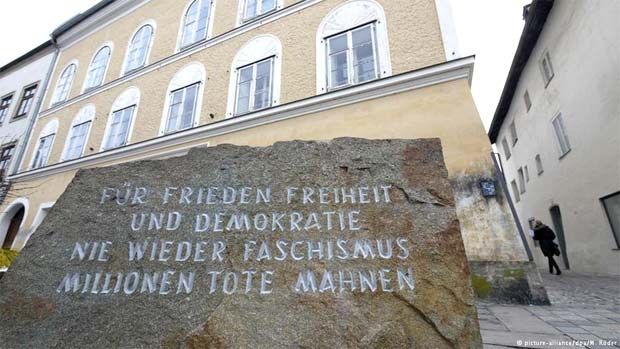 FÜR FRIEDEN FREIHEIT
UND DEMOKRATIE
NIE WIEDER FASCHISMUS
MILLIONEN TOTE MAHNEN
© picture-alliance/dpa/M. Röder